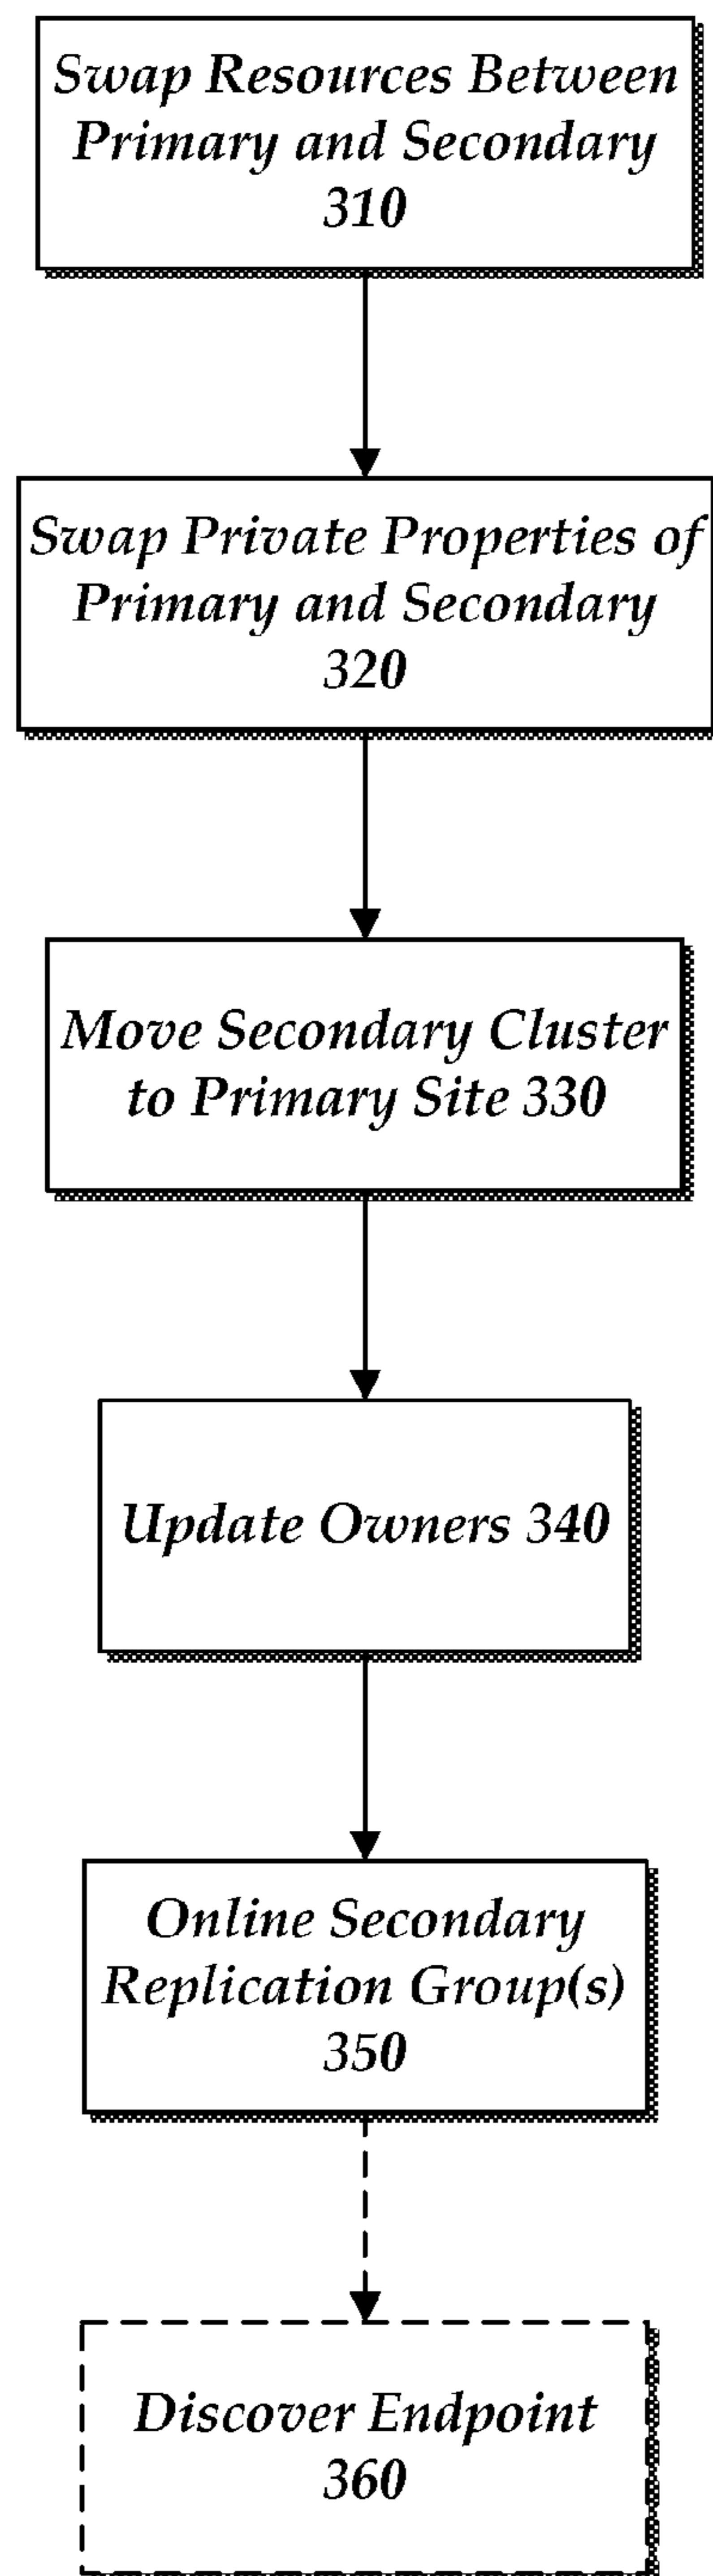 Swap Resources Between
Primary and Secondary
310
Swap Private Properties of
Primary and Secondary
320
Move Secondary Cluster
to Primary Site 330
Update Owners 340
Online Secondary
Replication Group(s)
350
Discover Endpoint
360